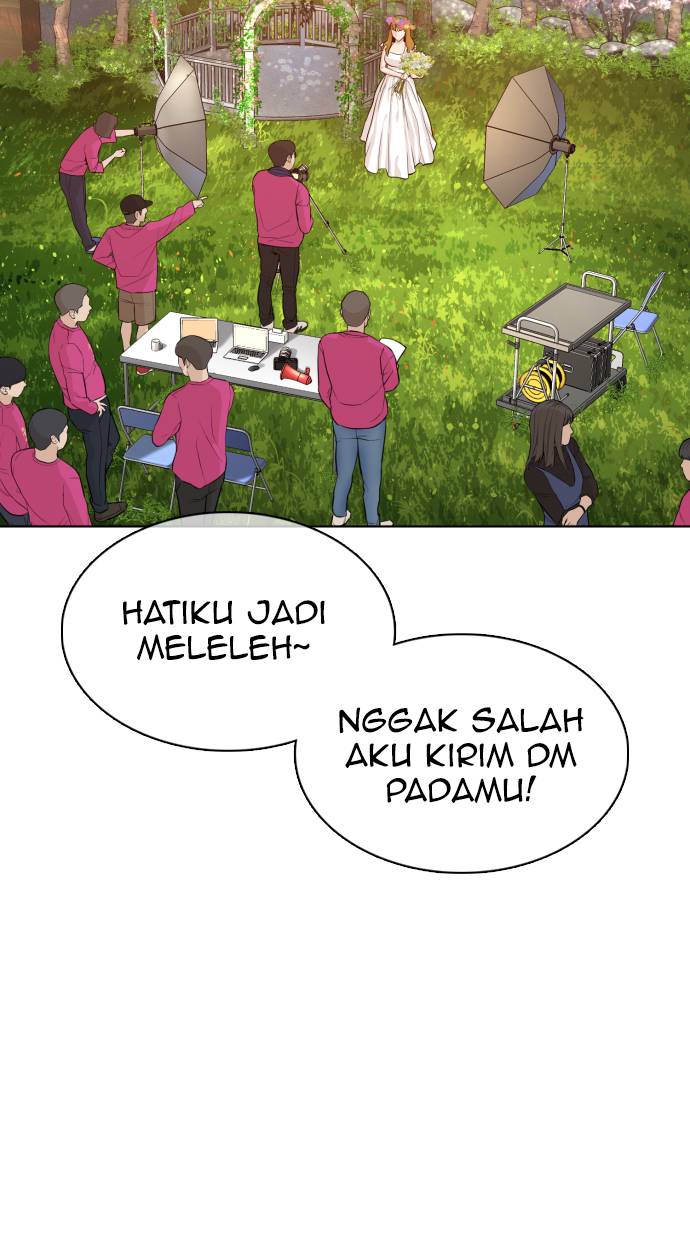 HATIKU JADI
MELELEH~
NGGAK SALAH
AKU KIRIM DM
PADAMU!